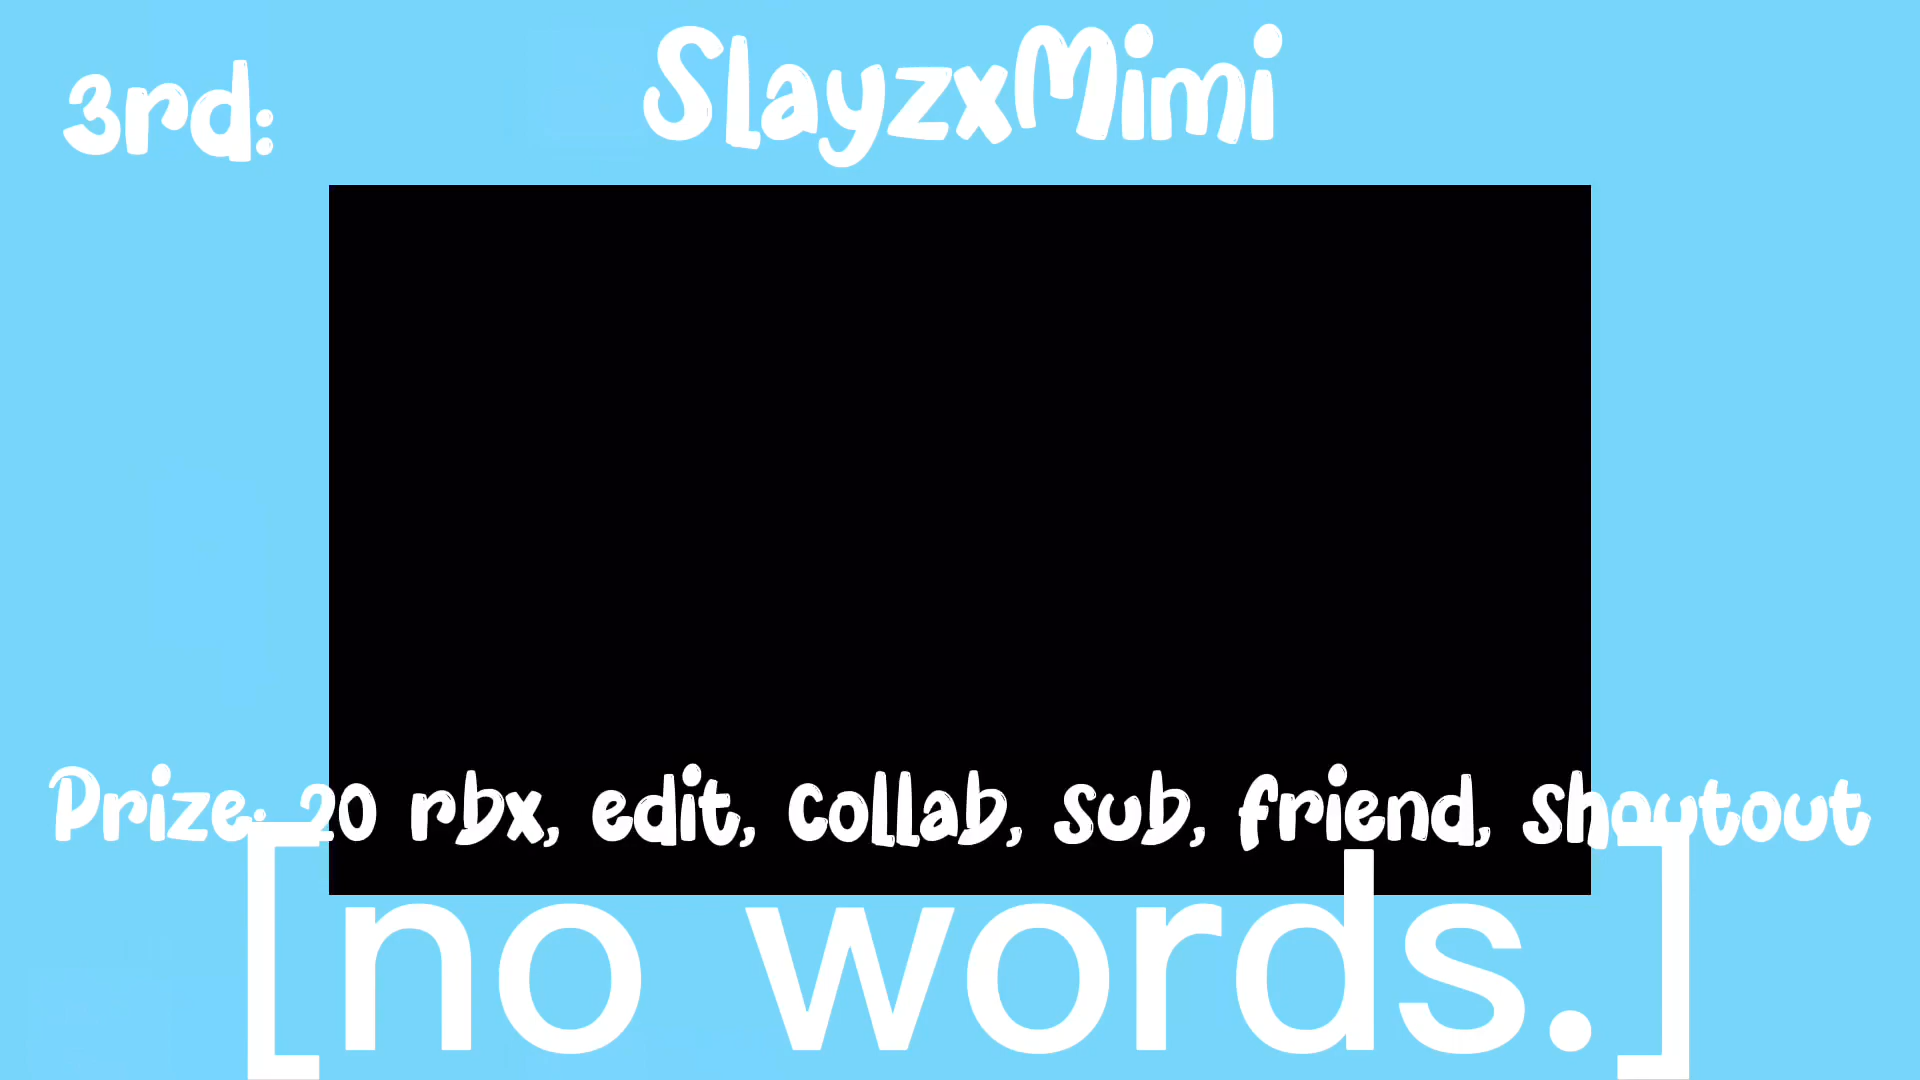 3rd:
SlayzxMimi
Prize: 20 rbx, edit, collab, sub, friend, shoutout
[no words.]